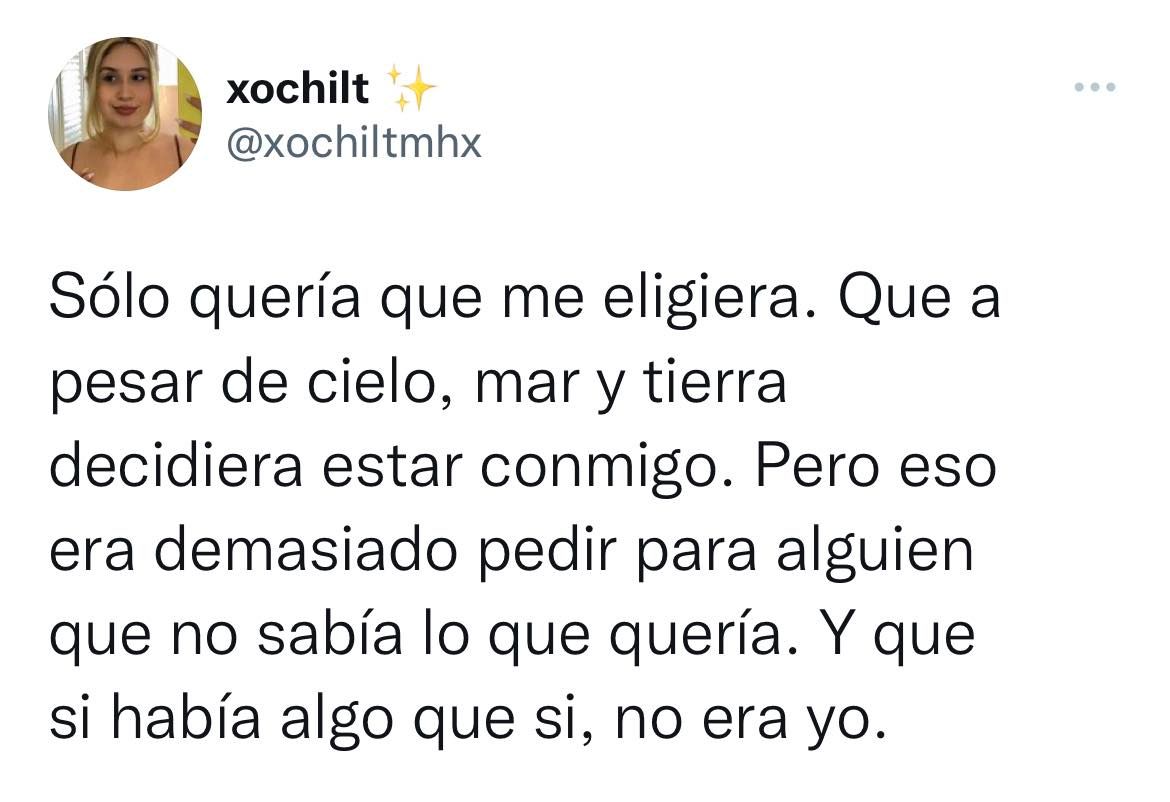 xochilt ✨
@xochiltmhx
Sólo quería que me eligiera. Que a
pesar de cielo, mar y tierra
decidiera estar conmigo. Pero eso
era demasiado pedir para alguien
que no sabía lo que quería. Y que
si había algo que si, no era yo.